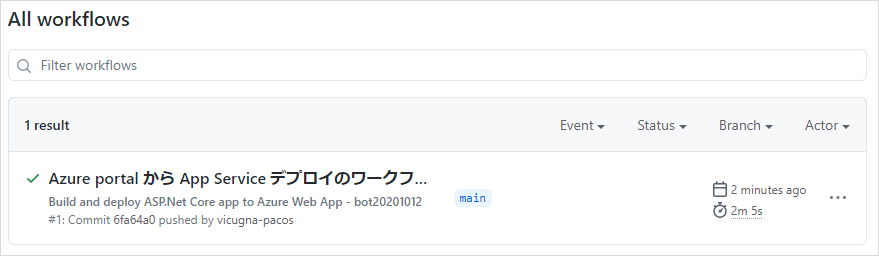 All workflows
Filter workflows
1 result Event Status Branch Actor
Azure portal から App Service デプロイのワークフ...
Build and deploy ASP.Net Core app to Azure Web App - bot20201012
#1: Commit 6fa64a0 pushed by vicugna-pacos
main
2 minutes ago
2m 5s